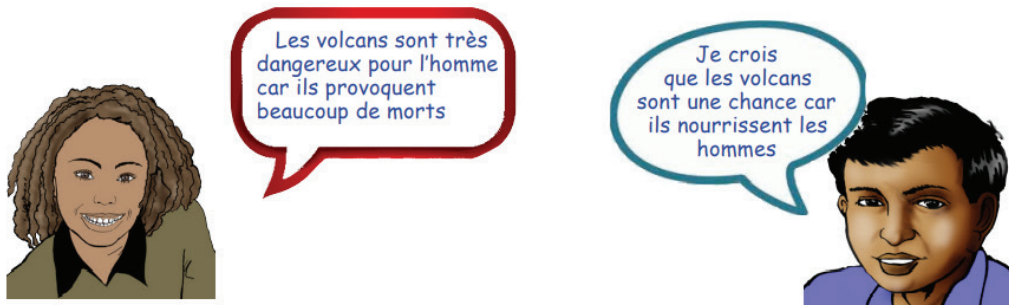 Les volcans sont très
dangereux pour l'homme
car ils provoquent
beaucoup de morts
Je crois
que les volcans
sont une chance car
ils nourrissent les
hommes